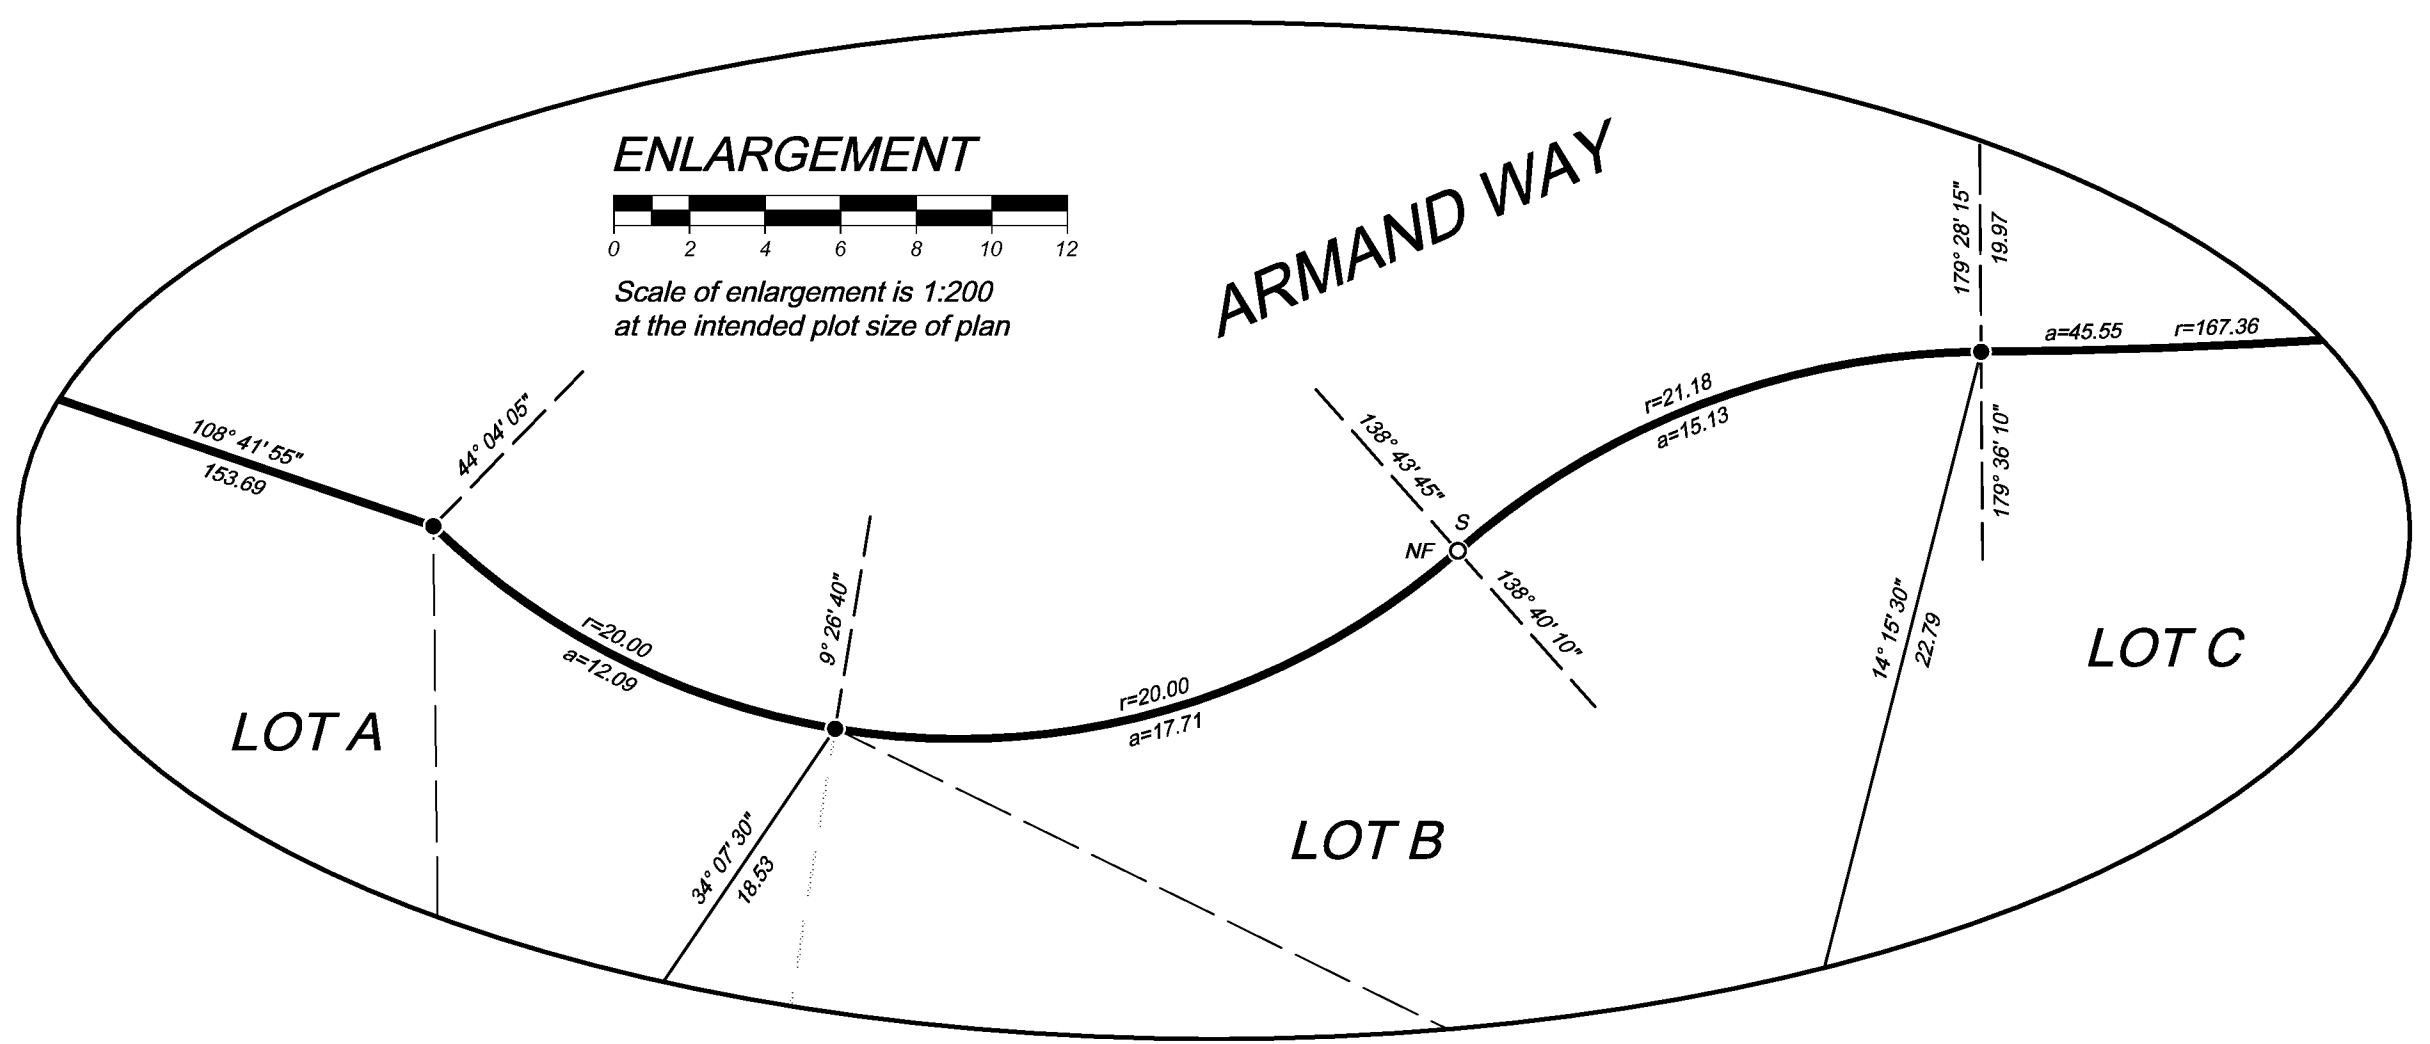 ENLARGEMENT
0 2 4 6 8 10 12
Scale of enlargement is 1:200
at the intended plot size of plan
ARMAND WAY
179° 28' 15"
19.97
a=45.55
r=167.36
108° 41' 55"
153.69
44° 04' 05"
138° 43' 45"
r=21.18
a=15.13
179° 36' 10"
S
NF
138° 40' 10"
9° 26' 40"
r=20.00
a=12.09
r=20.00
a=17.71
14° 15' 30"
22.79
LOT C
LOT A
34° 07' 30"
18.53
LOT B